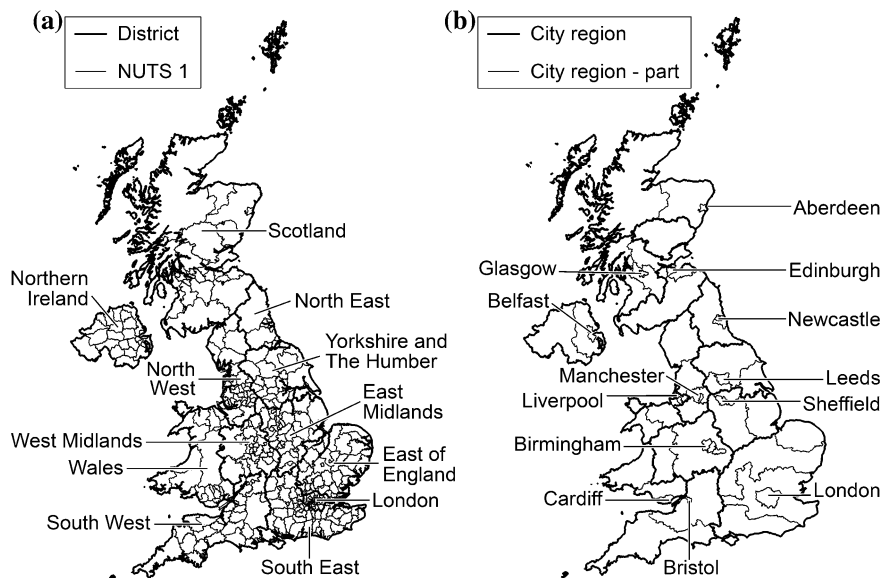 (a)
District
NUTS 1
Scotland
Northern
Ireland
North East
Yorkshire and
The Humber
North
West
East
Midlands
West Midlands
Wales
East of
England
London
South West
South East
(b)
City region
City region - part
Aberdeen
Glasgow
Edinburgh
Belfast
Newcastle
Manchester
Leeds
Liverpool
Sheffield
Birmingham
Cardiff
London
Bristol